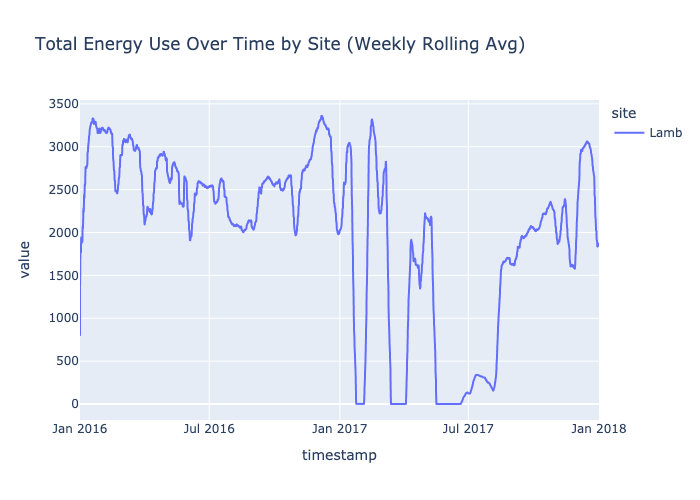 Total Energy Use Over Time by Site (Weekly Rolling Avg)
site
Lamb
value
3500
3000
2500
2000
1500
1000
500
0
Jan 2016
Jul 2016
Jan 2017
Jul 2017
Jan 2018
timestamp